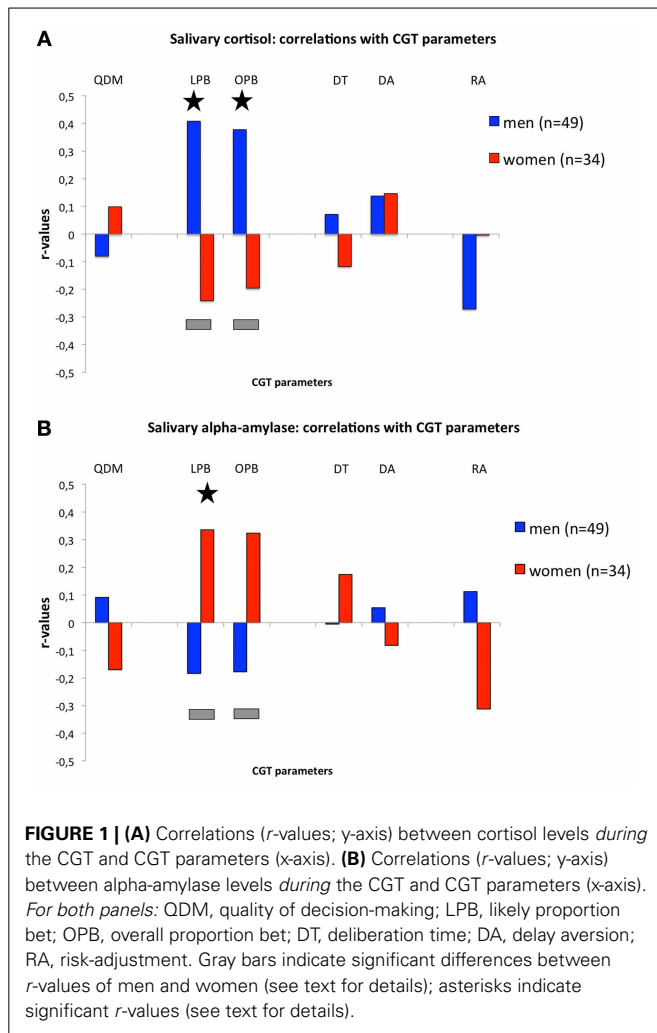 A
Salivary cortisol: correlations with CGT parameters
QDM LPB OPB DT DA RA
0,5
0,4
0,3
0,2
0,1
0
-0,1
-0,2
-0,3
-0,4
-0,5
r-values
men (n=49)
women (n=34)
CGT parameters
B
Salivary alpha-amylase: correlations with CGT parameters
QDM LPB OPB DT DA RA
0,5
0,4
0,3
0,2
0,1
0
-0,1
-0,2
-0,3
-0,4
-0,5
r-values
men (n=49)
women (n=34)
CGT parameters
FIGURE 1 | (A) Correlations (r-values; y-axis) between cortisol levels during
the CGT and CGT parameters (x-axis). (B) Correlations (r-values; y-axis)
between alpha-amylase levels during the CGT and CGT parameters (x-axis).
For both panels: QDM, quality of decision-making; LPB, likely proportion
bet; OPB, overall proportion bet; DT, deliberation time; DA, delay aversion;
RA, risk-adjustment. Gray bars indicate significant differences between
r-values of men and women (see text for details); asterisks indicate
significant r-values (see text for details).